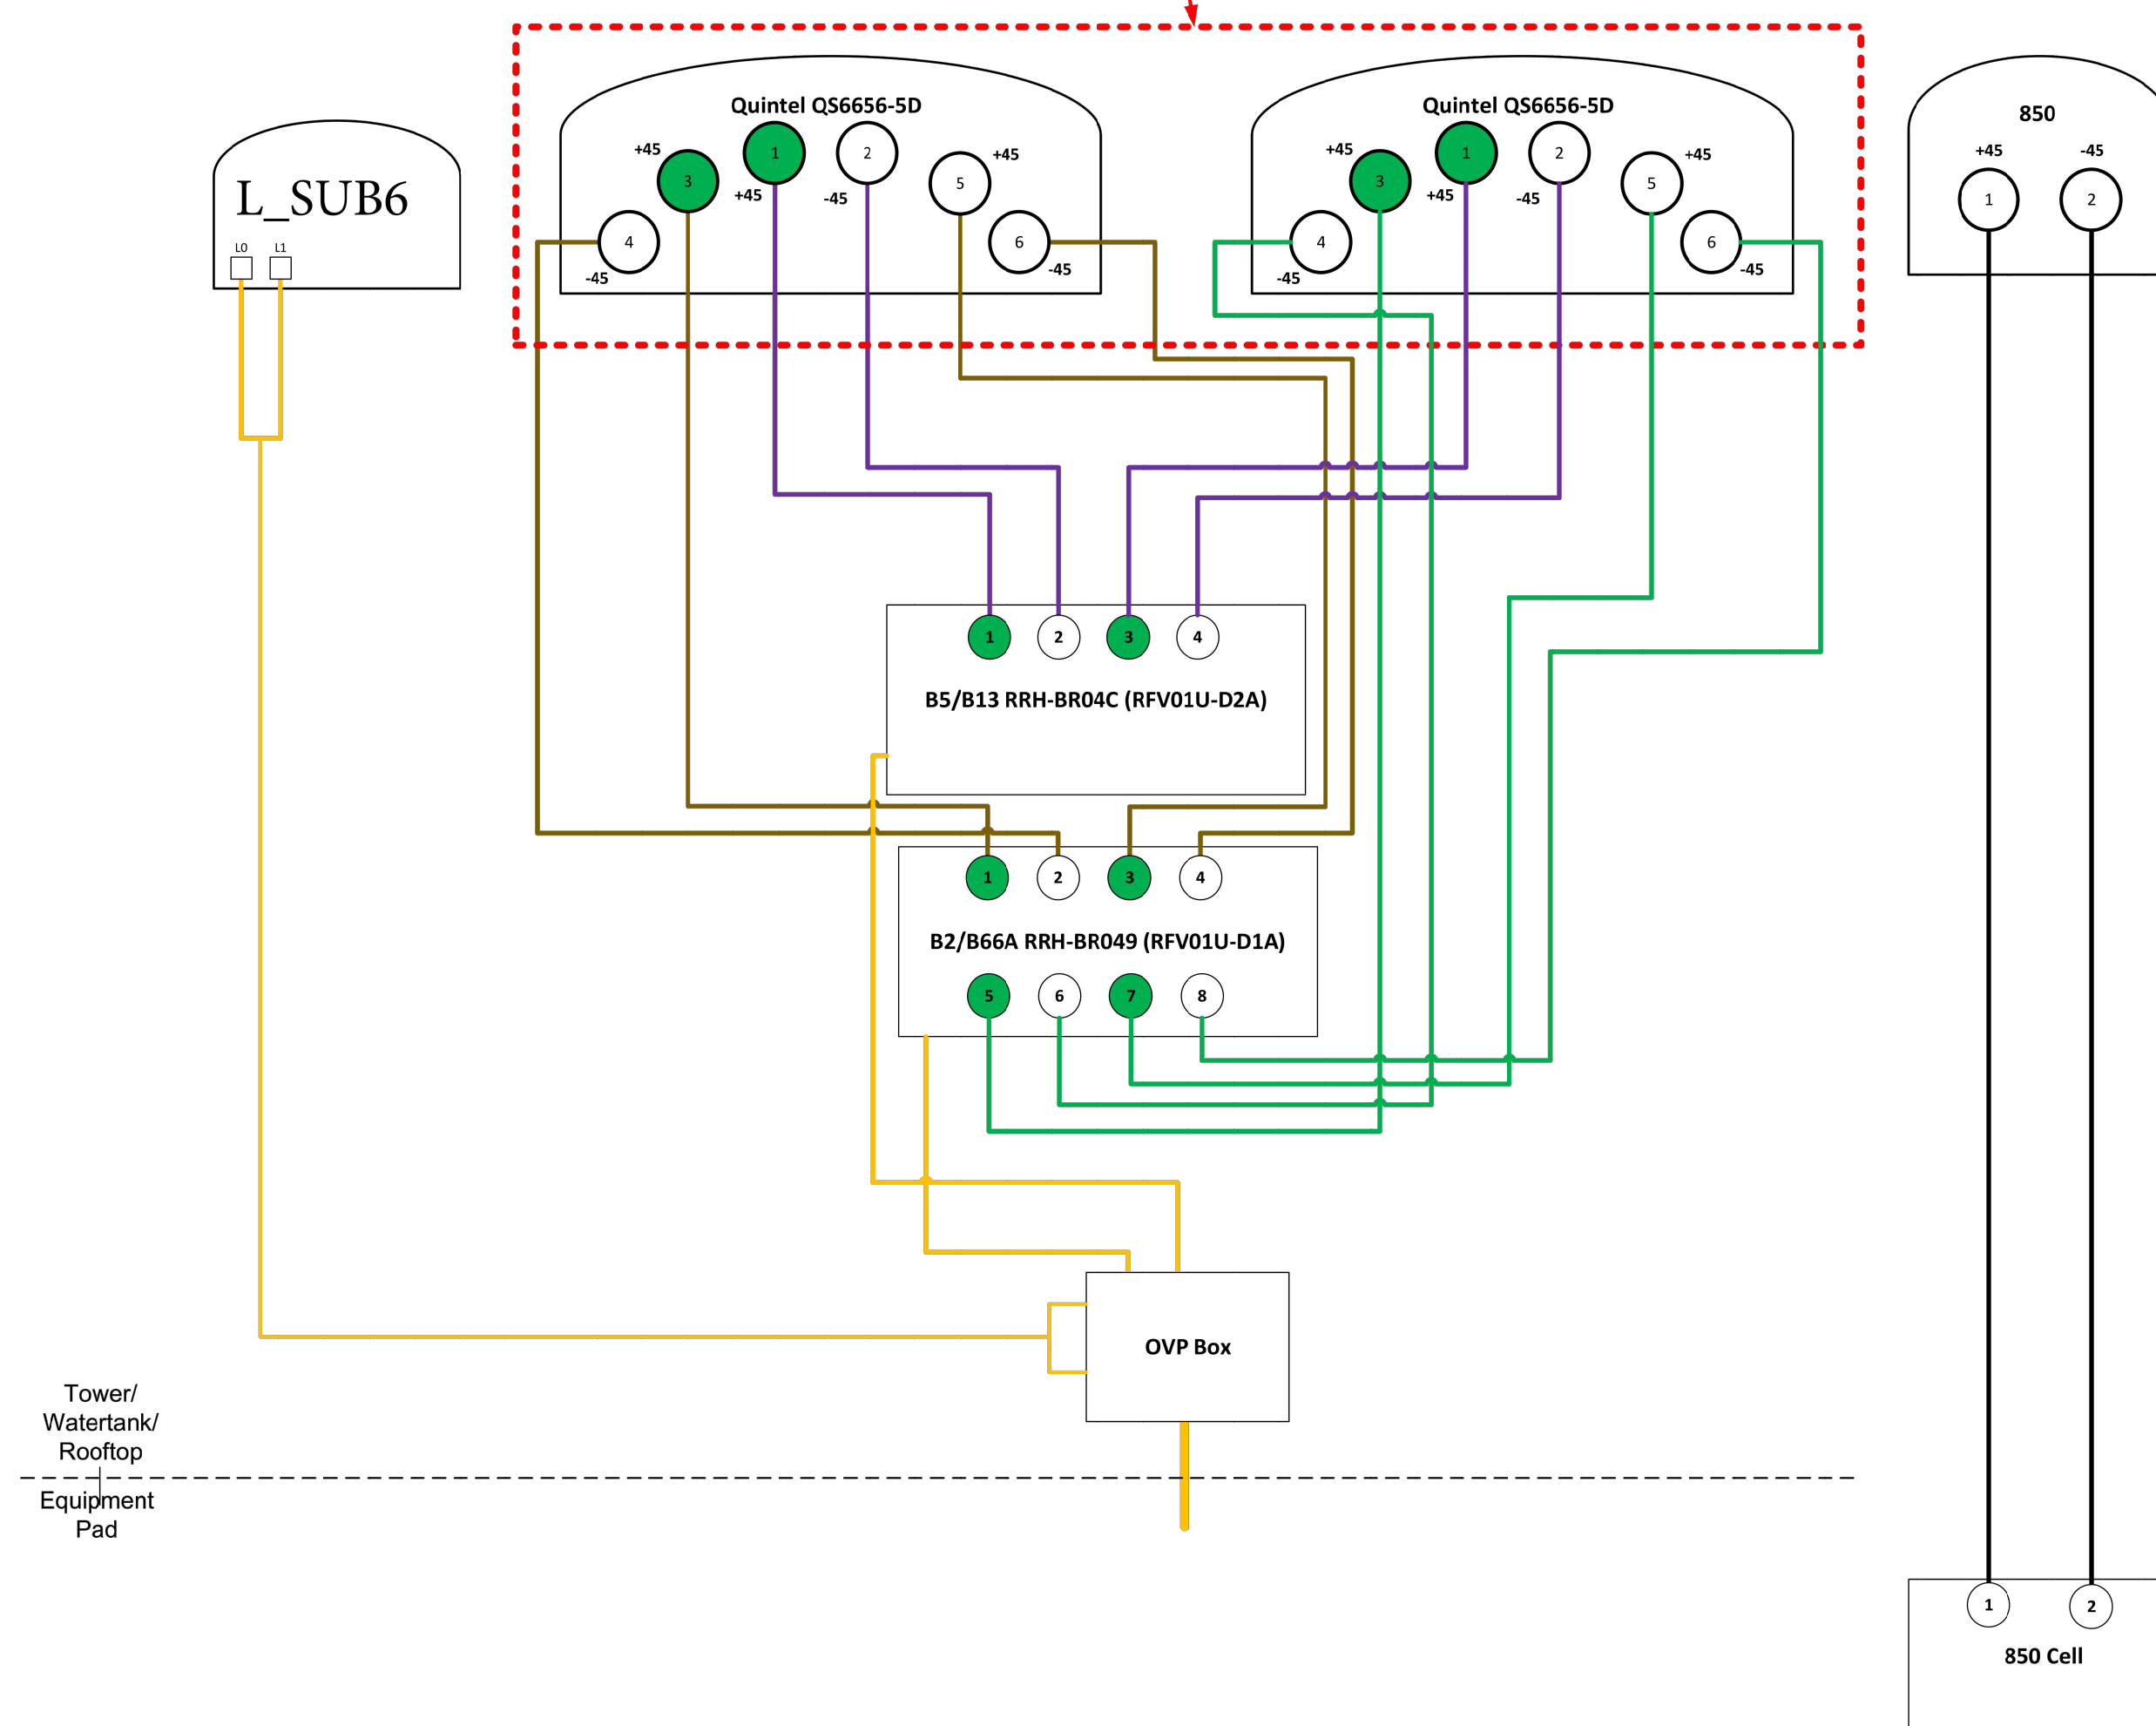 L_SUB6
L0 L1
Quintel QS6656-5D
+45 3 1 2 5 +45
+45 -45
4 6
-45 -45
Quintel QS6656-5D
+45 3 1 2 5 +45
+45 -45
4 6
-45 -45
850
+45 -45
1 2
1 2 3 4
B5/B13 RRH-BR04C (RFV01U-D2A)
1 2 3 4
B2/B66A RRH-BR049 (RFV01U-D1A)
5 6 7 8
OVP Box
Tower/
Watertank/
Rooftop
Equipment
Pad
1 2
850 Cell